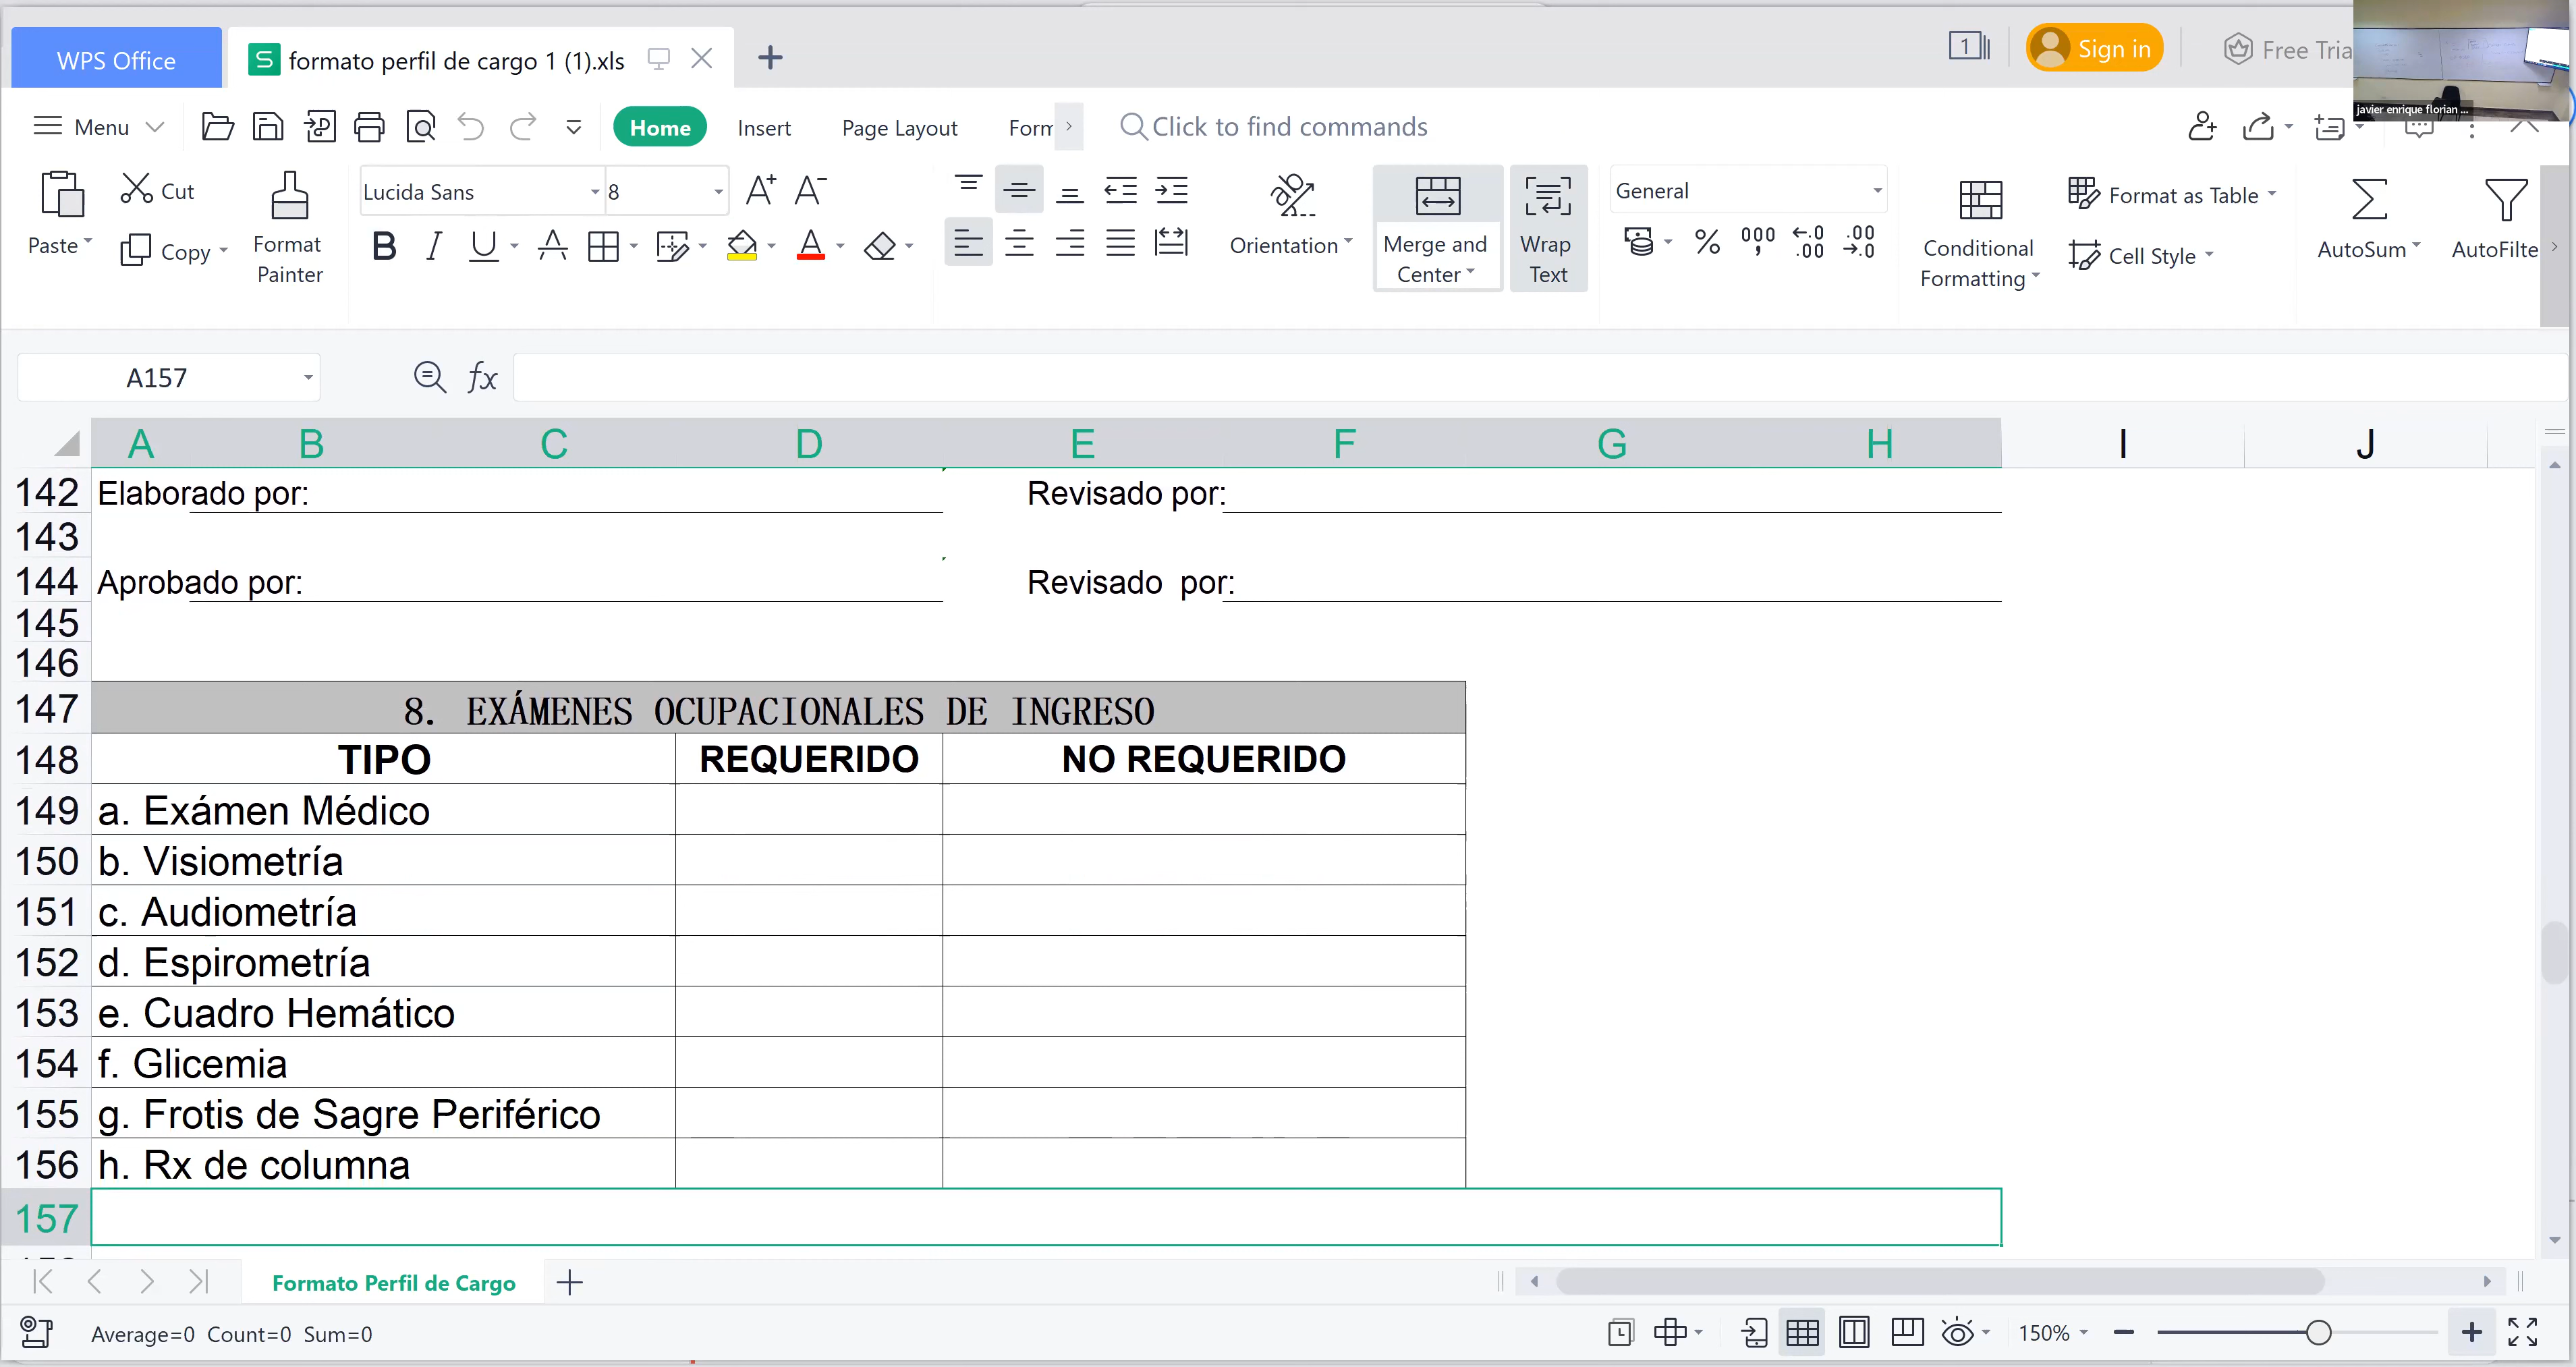 WPS Office
formato perfil de cargo 1 (1).xls
1
Sign in
Free Tria
javier enrique florian ...
Menu
Home
Insert
Page Layout
Form
Click to find commands
Paste
Cut
Copy
Format
Painter
Lucida Sans
8
Orientation
Merge and
Center
Wrap
Text
General
Conditional
Formatting
Format as Table
Cell Style
AutoSum
AutoFilte
A157
fx
A B C D E F G H I J
142 Elaborado por: Revisado por:
143
144 Aprobado por: Revisado por:
145
146
147 8. EXÁMENES OCUPACIONALES DE INGRESO
148 TIPO REQUERIDO NO REQUERIDO
149 a. Exámen Médico
150 b. Visiometría
151 c. Audiometría
152 d. Espirometría
153 e. Cuadro Hemático
154 f. Glicemia
155 g. Frotis de Sagre Periférico
156 h. Rx de columna
157
Formato Perfil de Cargo
Average=0 Count=0 Sum=0
150%